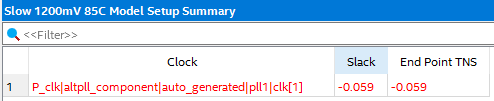 Slow 1200mV 85C Model Setup Summary
<<Filter>>
Clock Slack End Point TNS
1 P_clk|altpll_component|auto_generated|pll1|clk[1] -0.059 -0.059